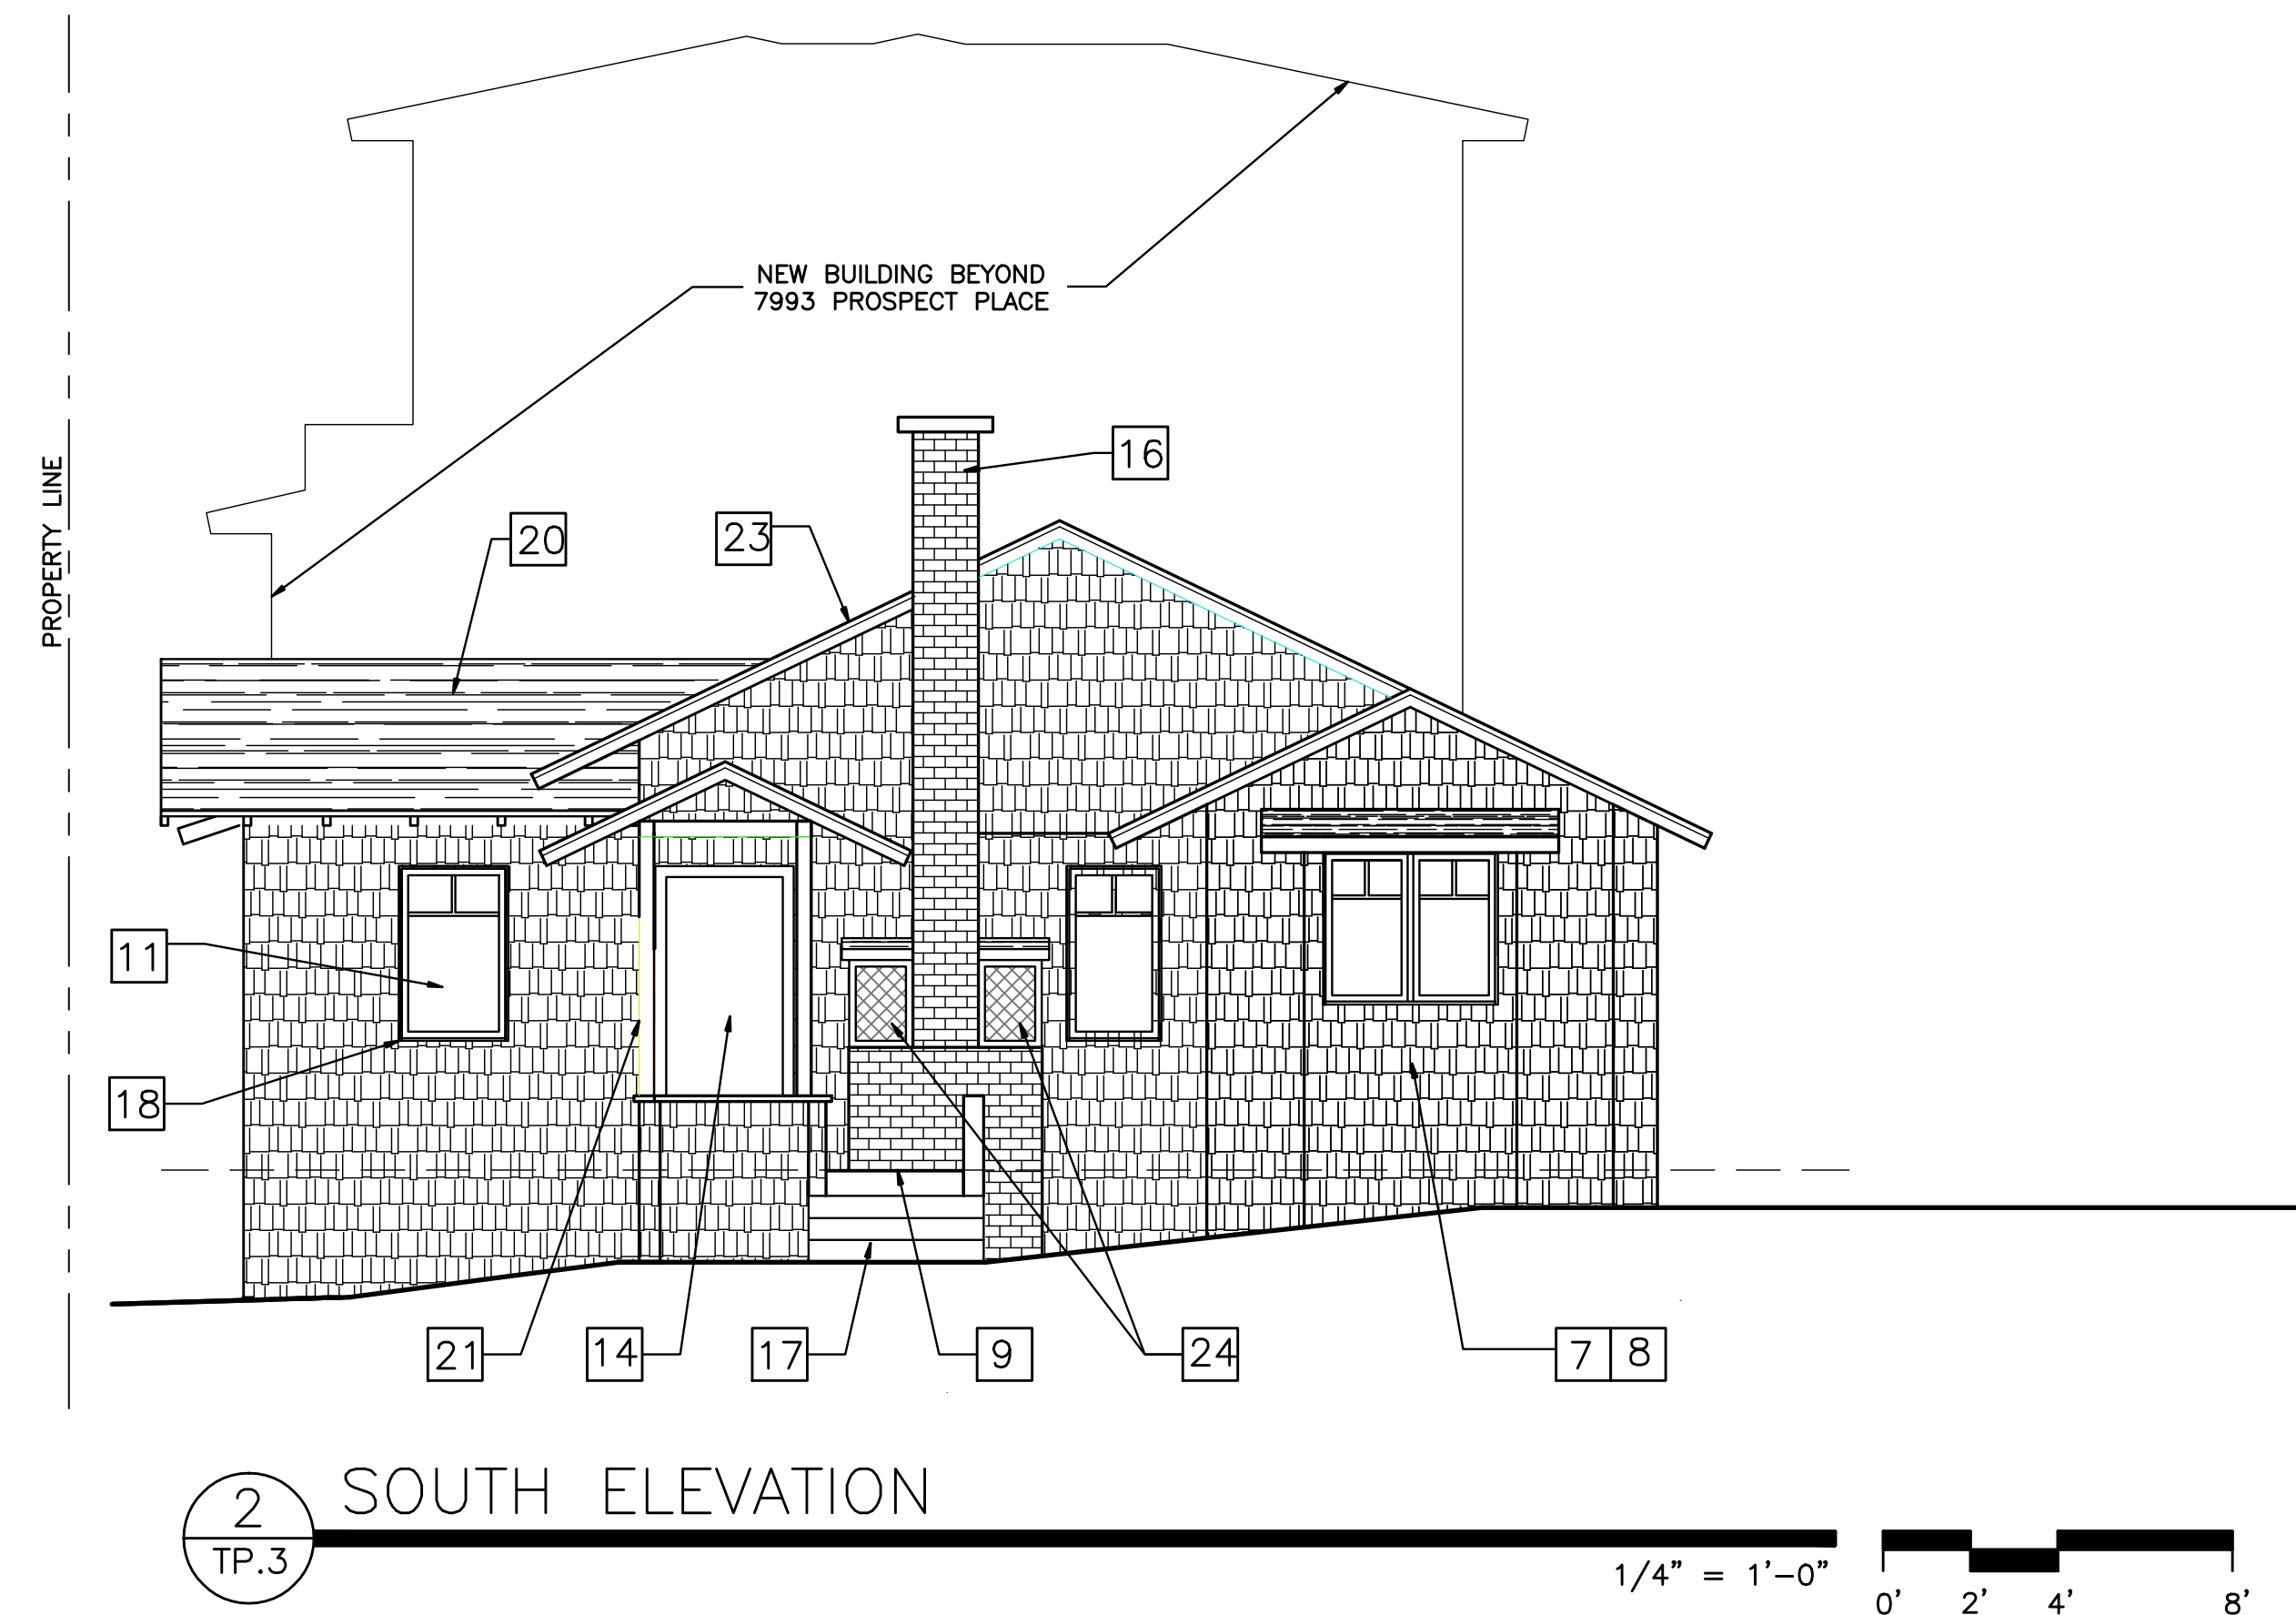 NEW BUILDING BEYOND
7993 PROSPECT PLACE
PROPERTY LINE
16
20
23
11
18
21
14
17
9
24
7 8
2
TP.3
SOUTH ELEVATION
1/4" = 1'-0"
0' 2' 4' 8'